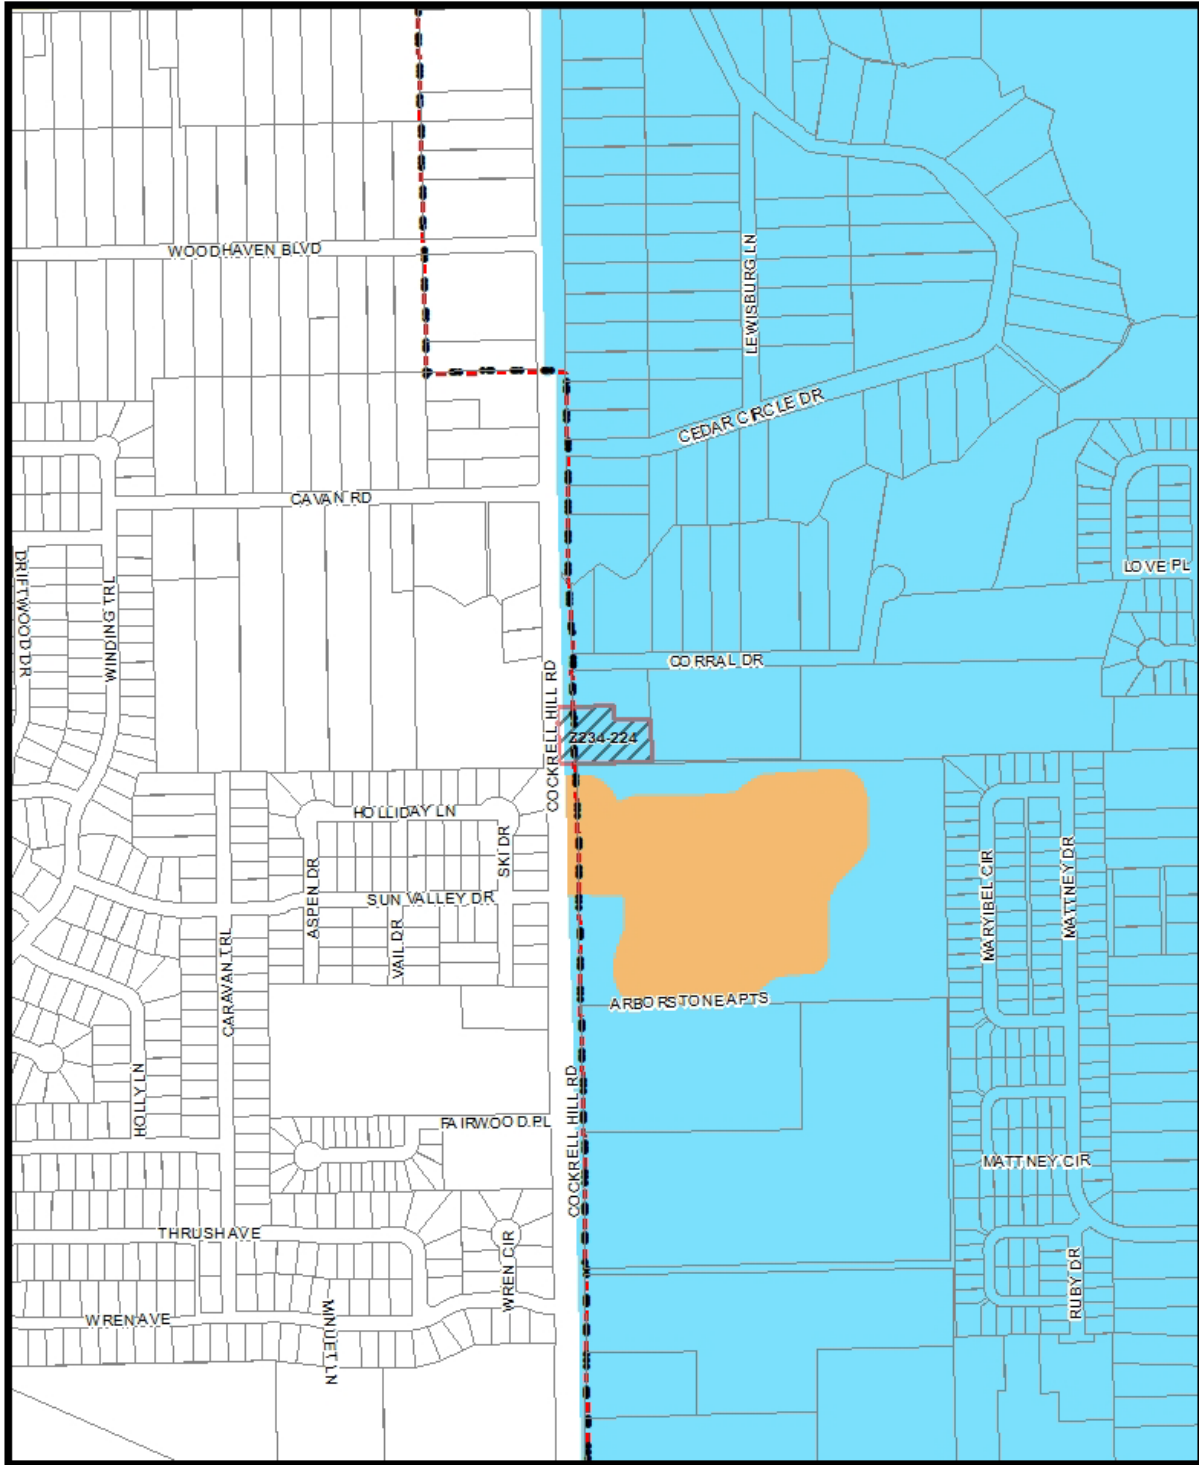 WOODHAVEN BLVD
LEWISBURG LN
CEDAR CIRCLE DR
CAVAN RD
DRIFTWOOD DR
WINDING TRL
LOVE PL
CORRAL DR
COCKRELL HILL RD
Z234-224
HOLLIDAY LN
SKI DR
ASPEN DR
SUN VALLEY DR
VAIL DR
MARYIBEL CIR
MATTNEY DR
CARAVAN TRL
ARBORSTONE APTS
HOLLY LN
COCKRELL HILL RD
FAIRWOOD PL
MATTNEY CIR
THRUSH AVE
WREN CIR
RUBY DR
WREN AVE
MINUET LN